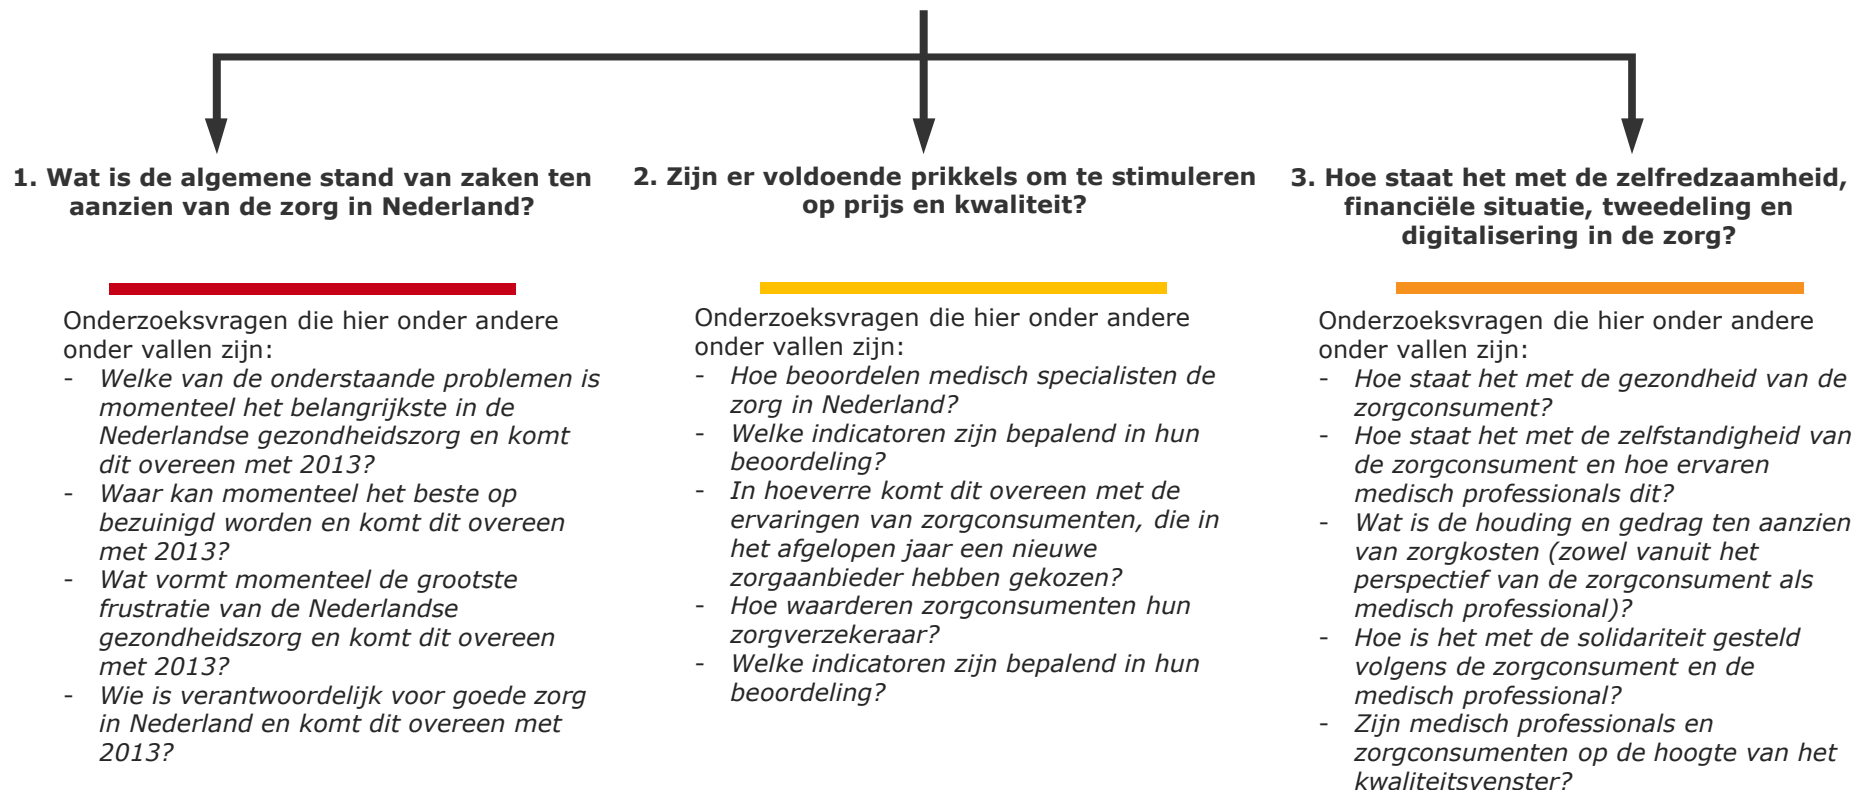 1. Wat is de algemene stand van zaken ten
aanzien van de zorg in Nederland?
Onderzoeksvragen die hier onder andere
onder vallen zijn:
- Welke van de onderstaande problemen is
momenteel het belangrijkste in de
Nederlandse gezondheidszorg en komt
dit overeen met 2013?
- Waar kan momenteel het beste op
bezuinigd worden en komt dit overeen
met 2013?
- Wat vormt momenteel de grootste
frustratie van de Nederlandse
gezondheidszorg en komt dit overeen
met 2013?
- Wie is verantwoordelijk voor goede zorg
in Nederland en komt dit overeen met
2013?
2. Zijn er voldoende prikkels om te stimuleren
op prijs en kwaliteit?
Onderzoeksvragen die hier onder andere
onder vallen zijn:
- Hoe beoordelen medisch specialisten de
zorg in Nederland?
- Welke indicatoren zijn bepalend in hun
beoordeling?
- In hoeverre komt dit overeen met de
ervaringen van zorgconsumenten, die in
het afgelopen jaar een nieuwe
zorgaanbieder hebben gekozen?
- Hoe waarderen zorgconsumenten hun
zorgverzekeraar?
- Welke indicatoren zijn bepalend in hun
beoordeling?
3. Hoe staat het met de zelfredzaamheid,
financiële situatie, tweedeling en
digitalisering in de zorg?
Onderzoeksvragen die hier onder andere
onder vallen zijn:
- Hoe staat het met de gezondheid van de
zorgconsument?
- Hoe staat het met de zelfstandigheid van
de zorgconsument en hoe ervaren
medisch professionals dit?
- Wat is de houding en gedrag ten aanzien
van zorgkosten (zowel vanuit het
perspectief van de zorgconsument als
medisch professional)?
- Hoe is het met de solidariteit gesteld
volgens de zorgconsument en de
medisch professional?
- Zijn medisch professionals en
zorgconsumenten op de hoogte van het
kwaliteitsvenster?